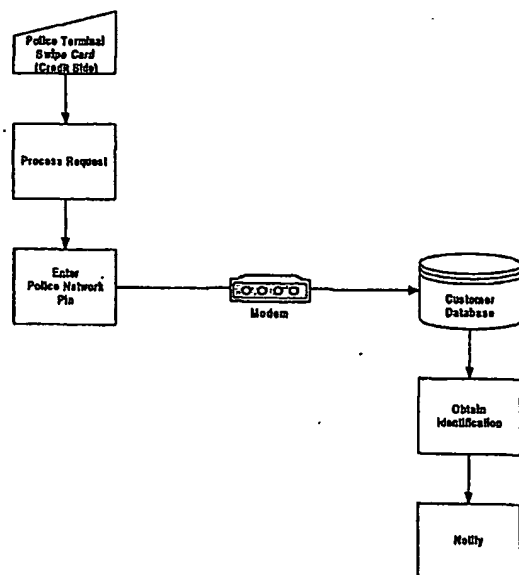 Police Terminal
Swipe Card
(Credit Side)
Process Request
Enter
Police Network
Pin
Modem
Customer
Database
Obtain
Identification
Notify